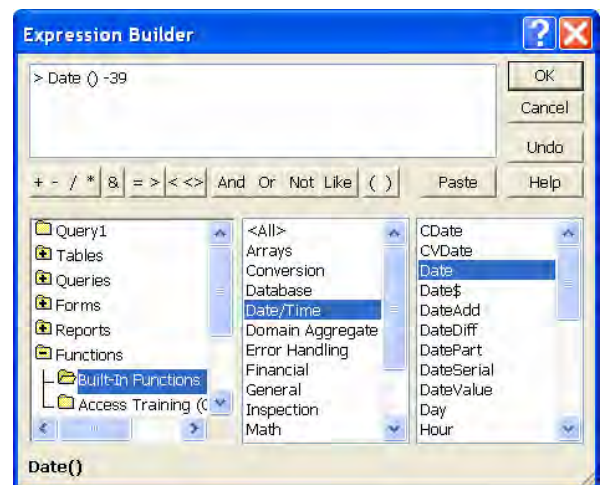 Expression Builder
> Date () -39
OK
Cancel
Undo
+ - / * & = > < <> And Or Not Like ( ) Paste Help
Query1
Tables
Queries
Forms
Reports
Functions
Built-In Functions
Access Training (C
<All>
Arrays
Conversion
Database
Date/Time
Domain Aggregate
Error Handling
Financial
General
Inspection
Math
CDate
CVDate
Date
Date$
DateAdd
DateDiff
DatePart
DateSerial
DateValue
Day
Hour
Date()